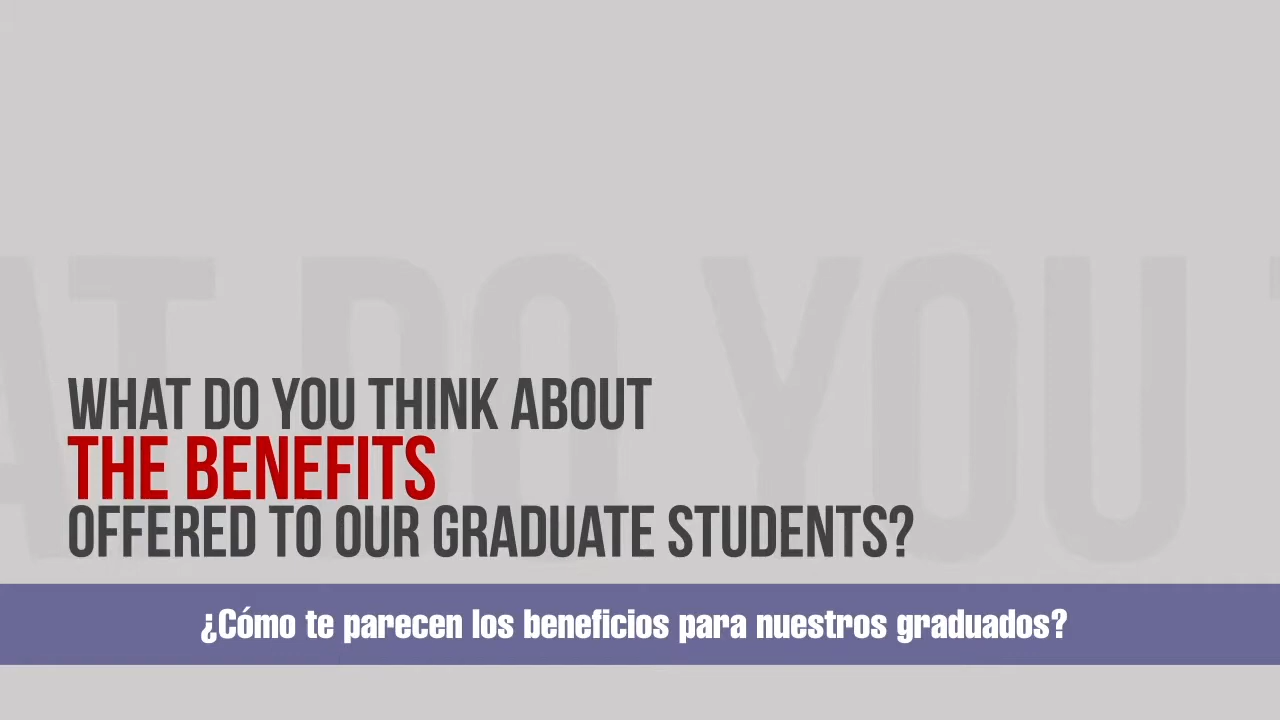 WHAT DO YOU THINK ABOUT
THE BENEFITS
OFFERED TO OUR GRADUATE STUDENTS?
¿Cómo te parecen los beneficios para nuestros graduados?